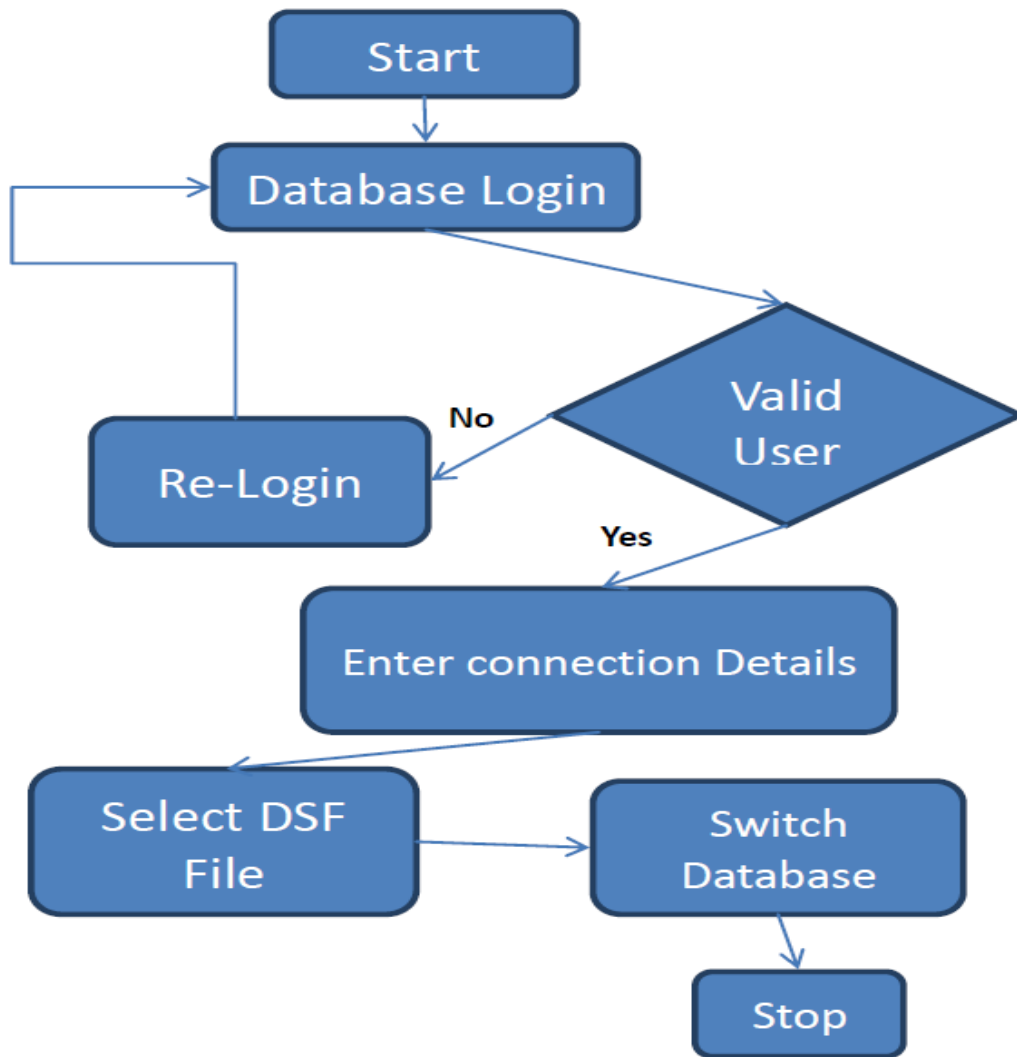 Start
Database Login
Valid
User
No
Re-Login
Yes
Enter connection Details
Select DSF
File
Switch
Database
Stop